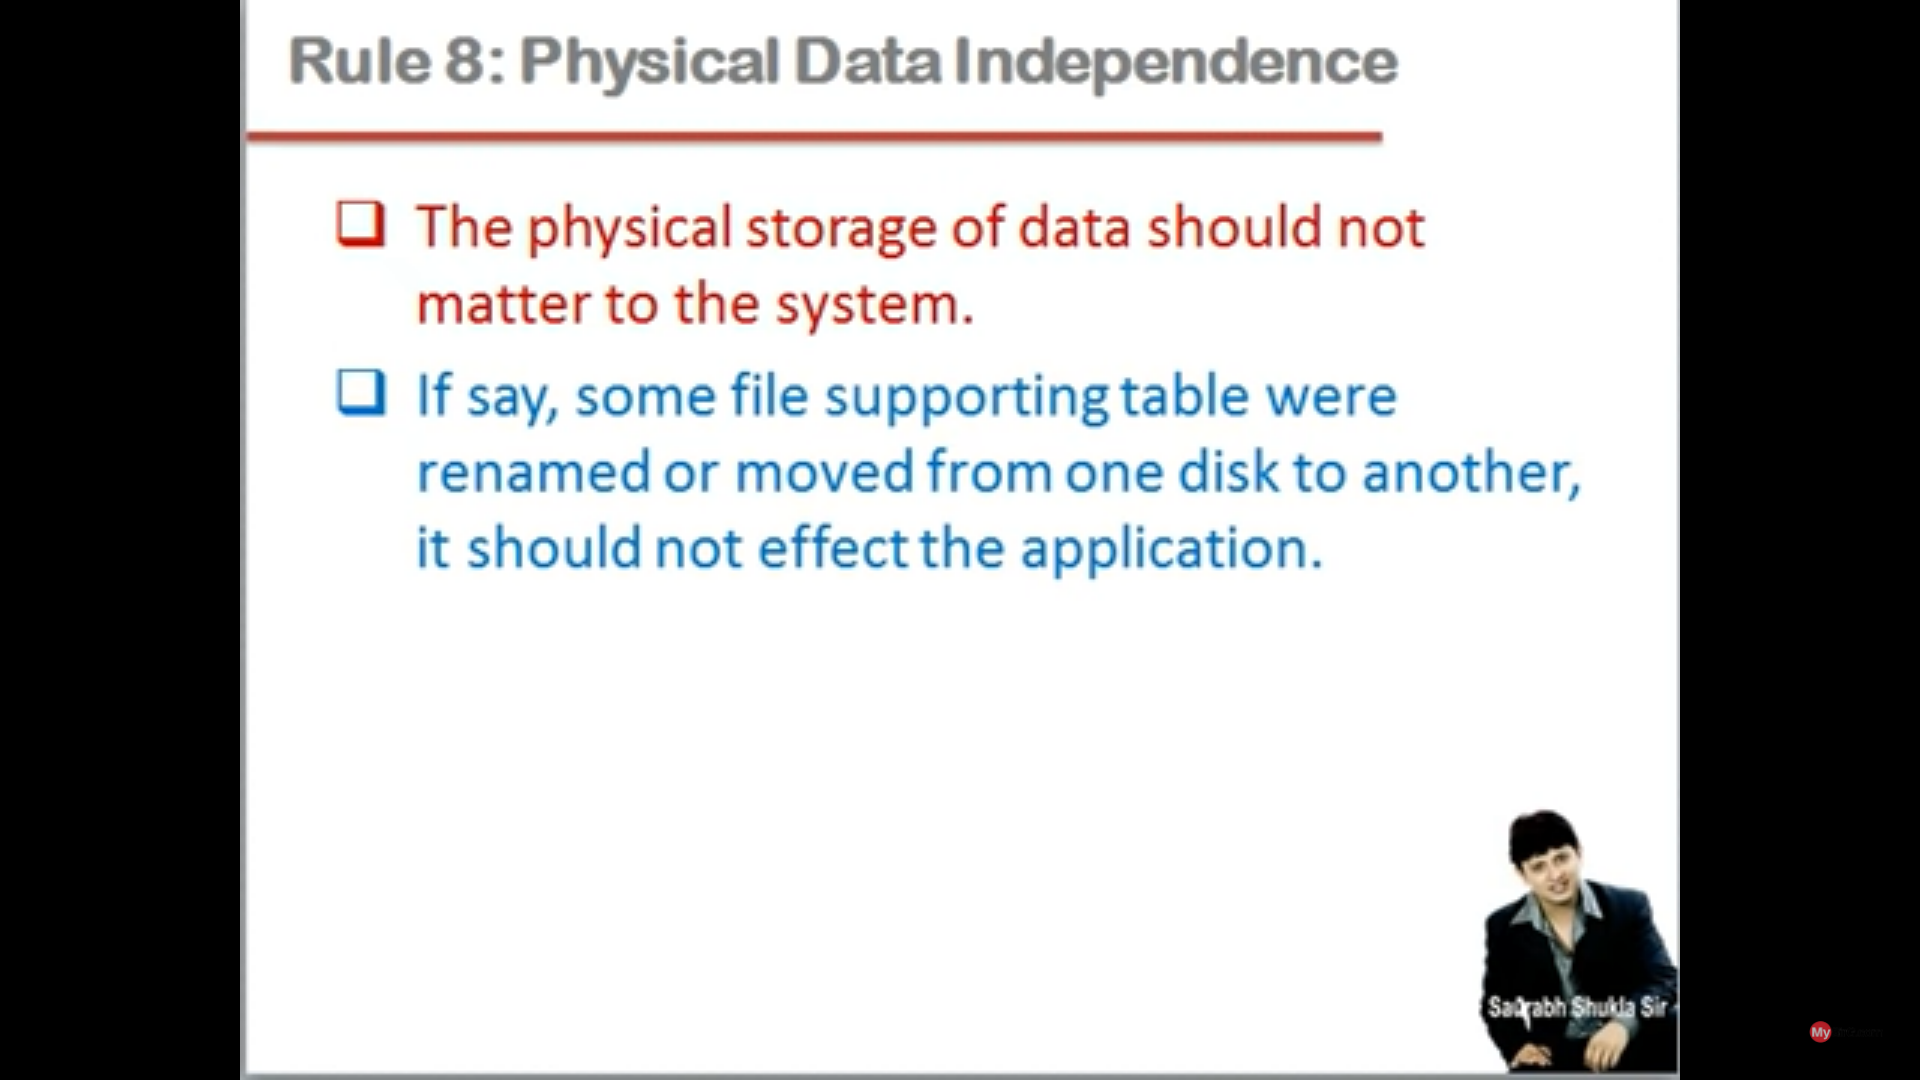 Rule 8: Physical Data Independence
The physical storage of data should not
matter to the system.
If say, some file supporting table were
renamed or moved from one disk to another,
it should not effect the application.
Saurabh Shukla Sir
My